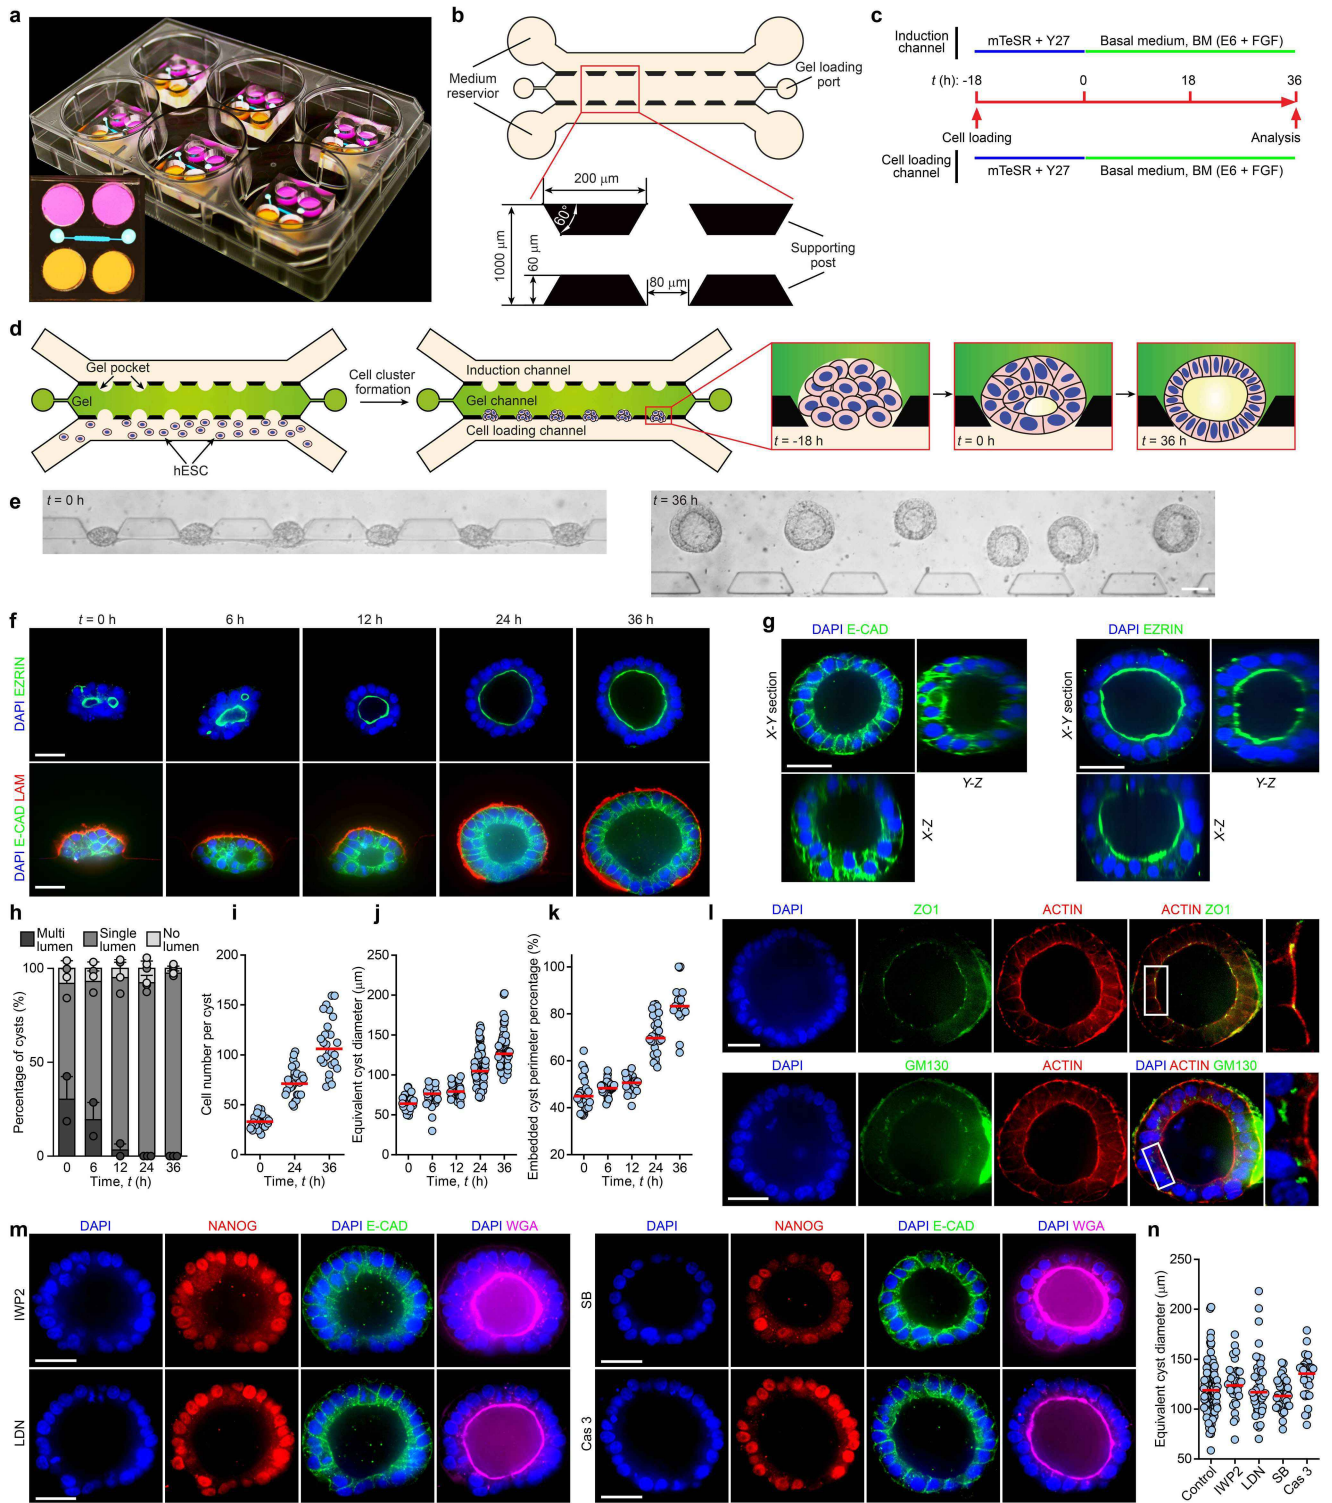 a
b
Medium
reservior
Gel loading
port
200 μm
60°
1000 μm
60 μm
80 μm
Supporting
post
c
Induction
channel
mTeSR + Y27
Basal medium, BM (E6 + FGF)
t (h): -18
0
18
36
Cell loading
Analysis
Cell loading
channel
mTeSR + Y27
Basal medium, BM (E6 + FGF)
d
Gel pocket
Gel
hESC
Cell cluster
formation
Induction channel
Gel channel
Cell loading channel
t = -18 h
t = 0 h
t = 36 h
e
t = 0 h
t = 36 h
f
t = 0 h
6 h
12 h
24 h
36 h
DAPI EZRIN
DAPI E-CAD LAM
g
DAPI E-CAD
X-Y section
Y-Z
X-Z
DAPI EZRIN
X-Y section
Y-Z
X-Z
h
Multi
lumen
Single
lumen
No
lumen
Percentage of cysts (%)
100
50
0
0
6
12
24
36
Time, t (h)
i
Cell number per cyst
200
150
100
50
0
0
24
36
Time, t (h)
j
Equivalent cyst diameter (μm)
250
200
150
100
50
0
0
6
12
24
36
Time, t (h)
k
Embedded cyst perimeter percentage (%)
100
80
60
40
20
0
6
12
24
36
Time, t (h)
l
DAPI
ZO1
ACTIN
ACTIN ZO1
GM130
ACTIN
DAPI ACTIN GM130
m
DAPI
NANOG
DAPI E-CAD
DAPI WGA
IWP2
LDN
DAPI
NANOG
DAPI E-CAD
DAPI WGA
SB
Cas 3
n
Equivalent cyst diameter (μm)
250
200
150
100
50
Control
IWP2
LDN
SB
Cas 3